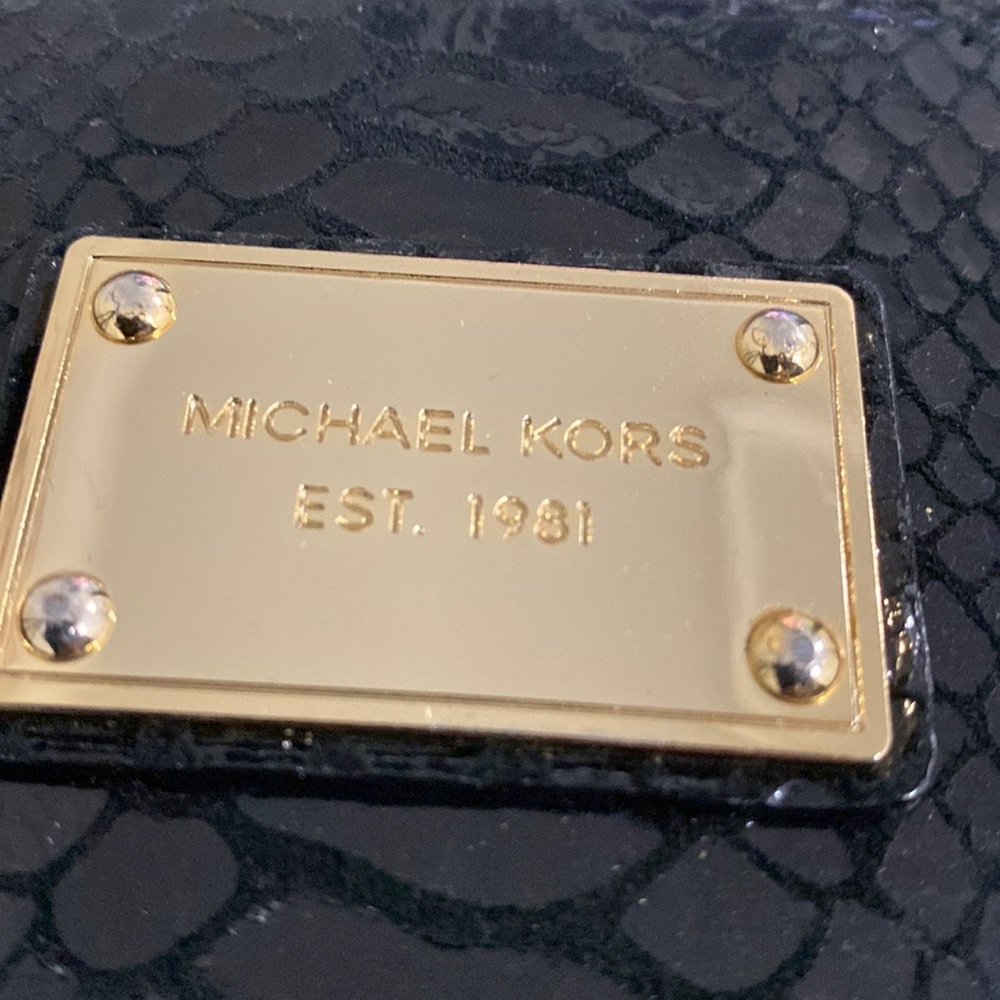 MICHAEL KORS
EST. 1981